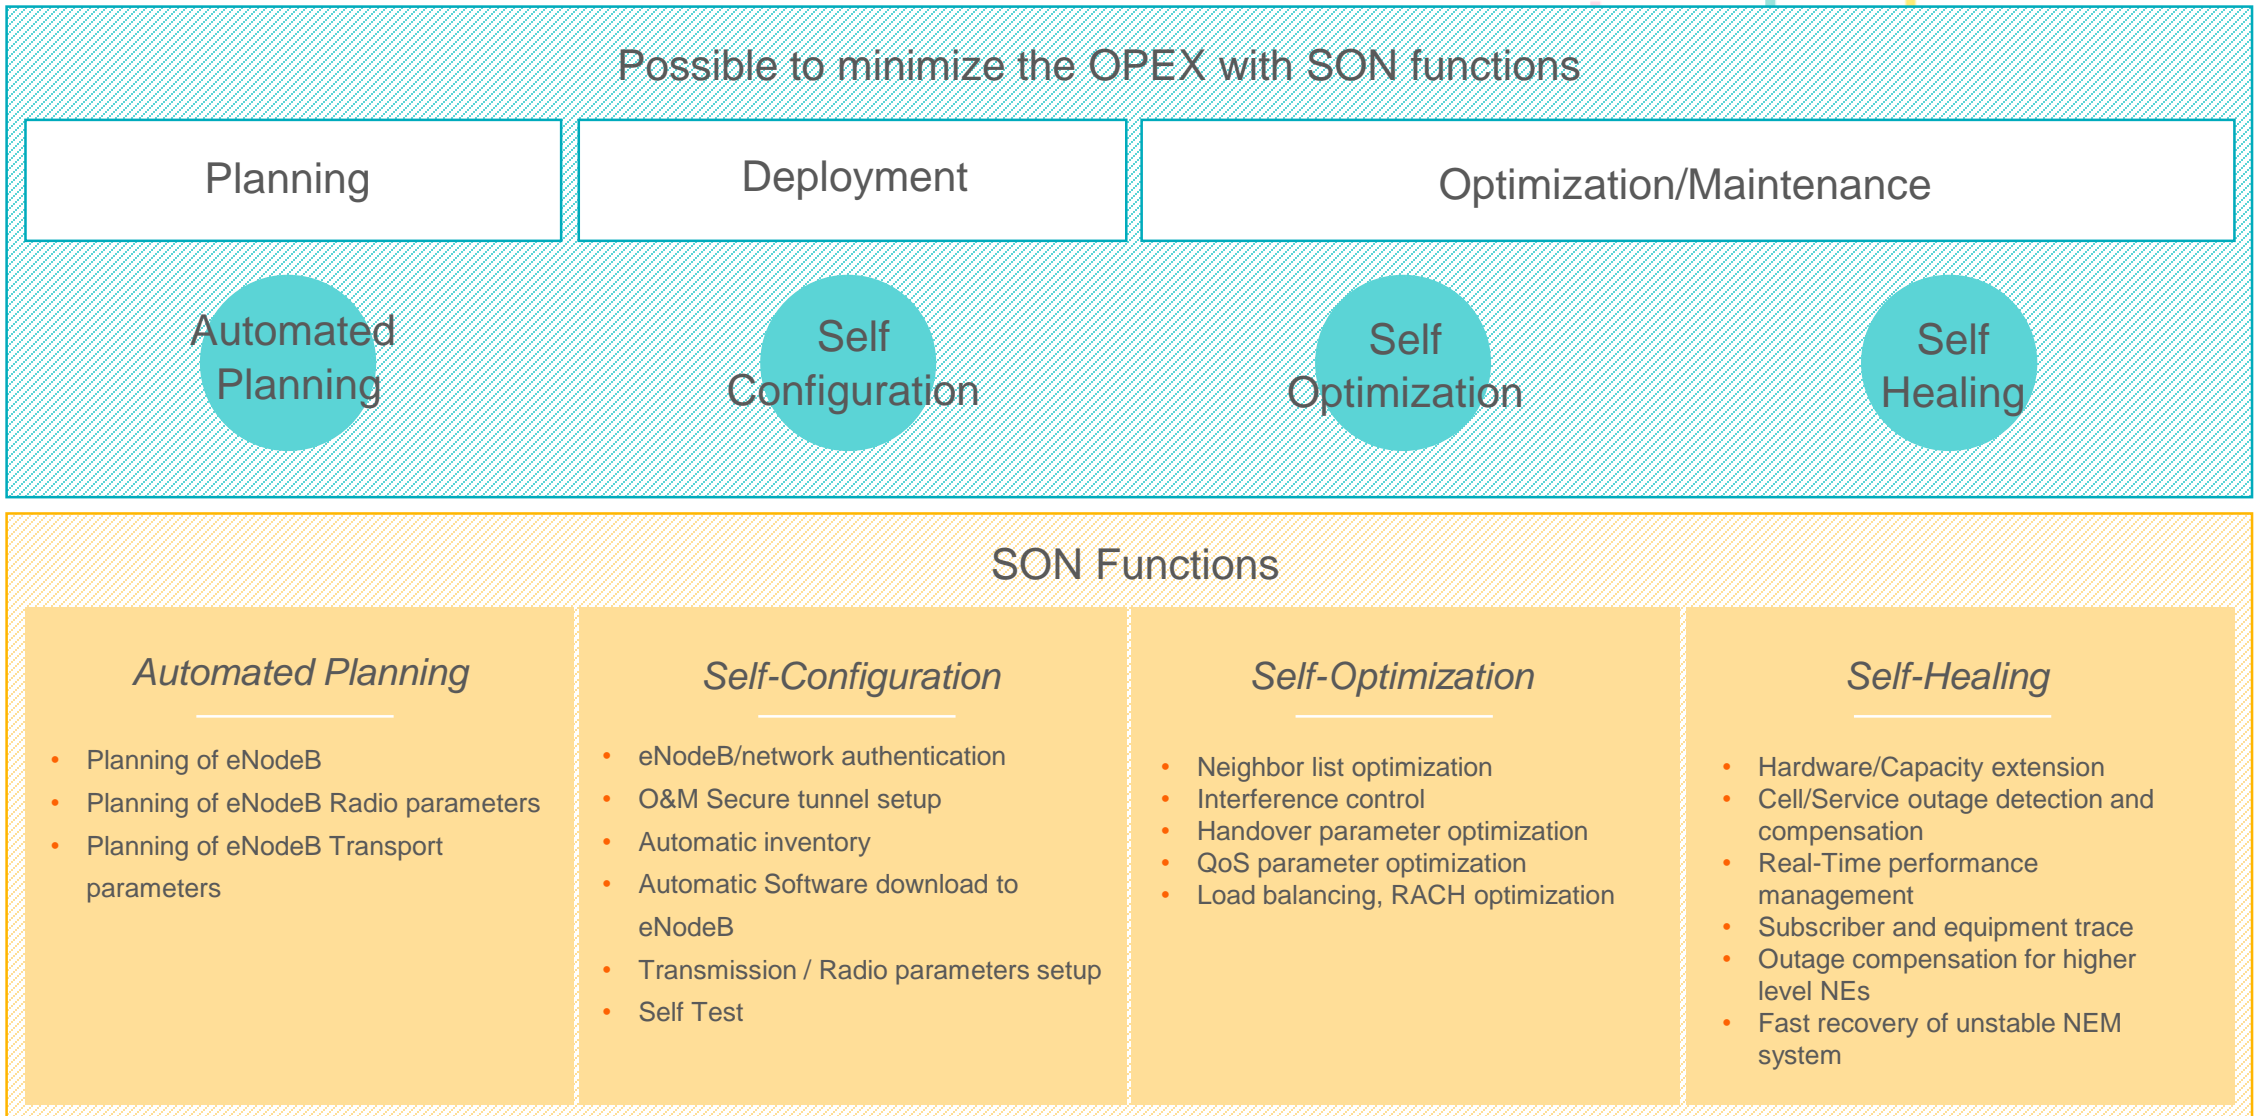 Possible to minimize the OPEX with SON functions
Planning
Deployment
Optimization/Maintenance
Automated
Planning
Self
Configuration
Self
Optimization
Self
Healing
SON Functions
Automated Planning
• Planning of eNodeB
• Planning of eNodeB Radio parameters
• Planning of eNodeB Transport
parameters
Self-Configuration
• eNodeB/network authentication
• O&M Secure tunnel setup
• Automatic inventory
• Automatic Software download to
eNodeB
• Transmission / Radio parameters setup
• Self Test
Self-Optimization
• Neighbor list optimization
• Interference control
• Handover parameter optimization
• QoS parameter optimization
• Load balancing, RACH optimization
Self-Healing
• Hardware/Capacity extension
• Cell/Service outage detection and
compensation
• Real-Time performance
management
• Subscriber and equipment trace
• Outage compensation for higher
level NEs
• Fast recovery of unstable NEM
system